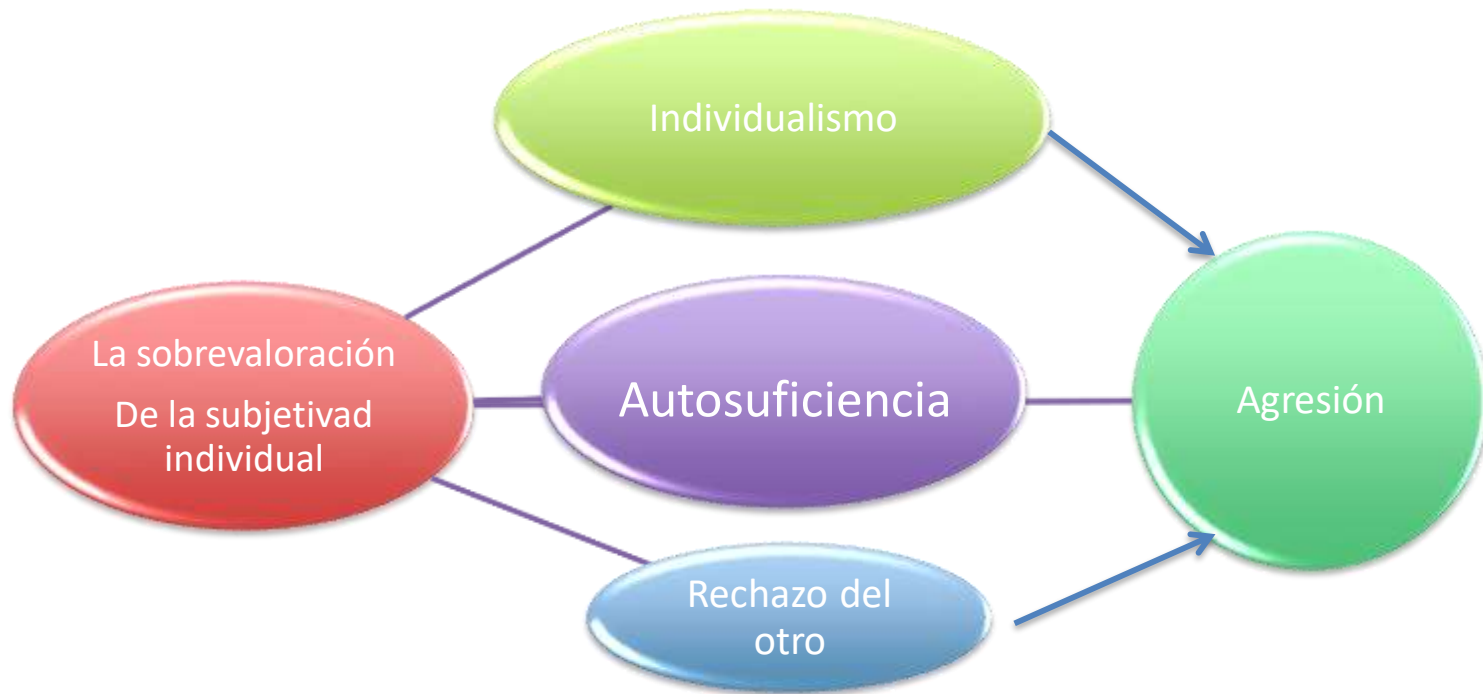 Individualismo
La sobrevaloración
De la subjetivad
individual
Autosuficiencia
Agresión
Rechazo del
otro